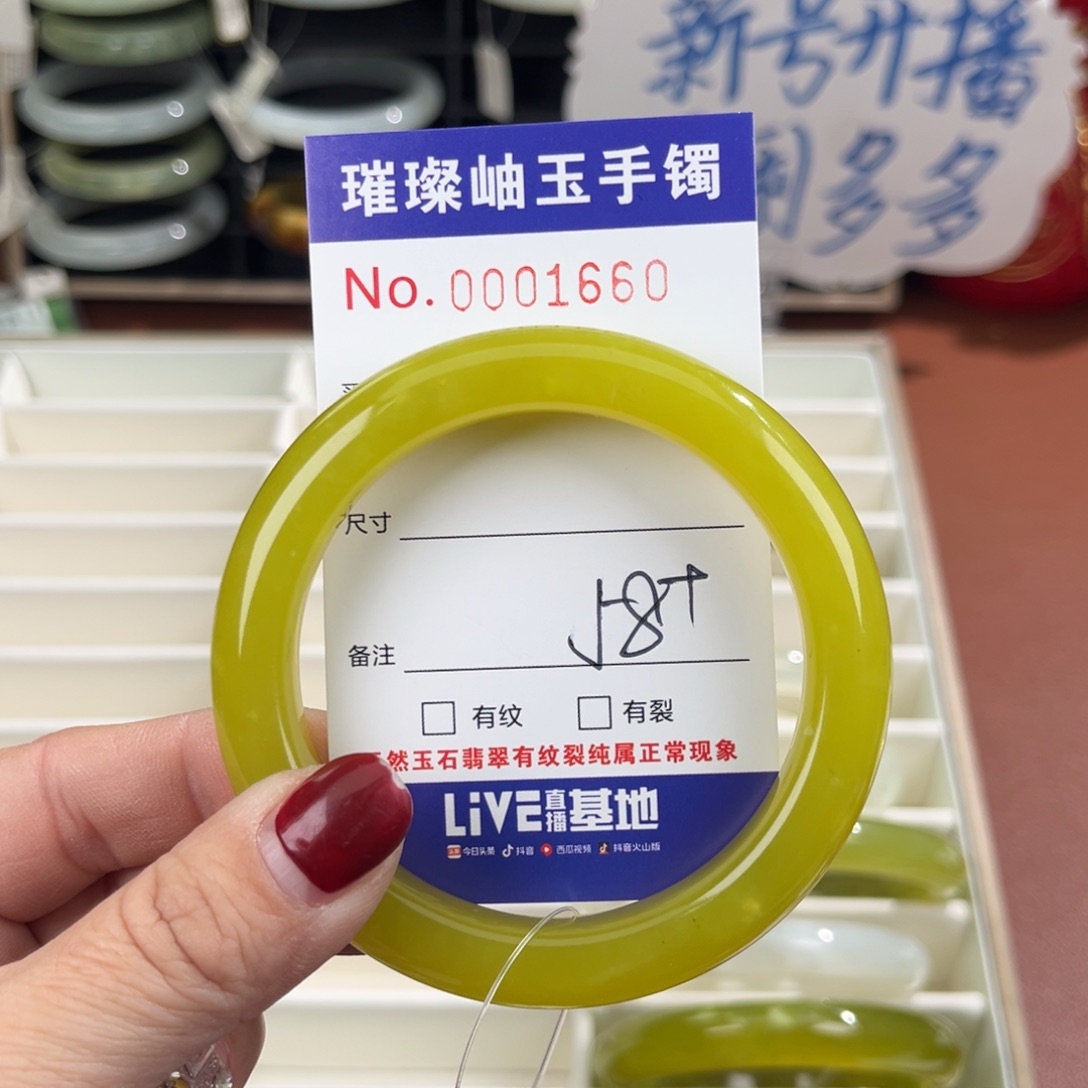 新号开播
多多
璀璨岫玉手镯
No. 0001660
尺寸
备注
有纹 有裂
然玉石翡翠有纹裂纯属正常现象
LiVE直播基地
今日头条 抖音 西瓜视频 抖音火山版